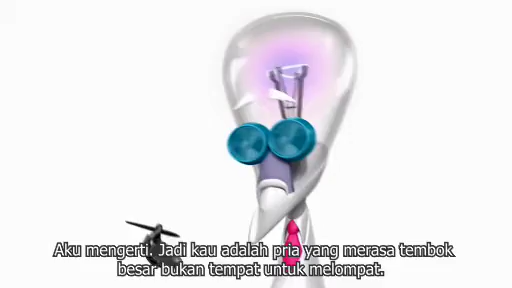 Aku mengerti. Jadi kau adalah pria yang merasa tembok
besar bukan tempat untuk melompat.